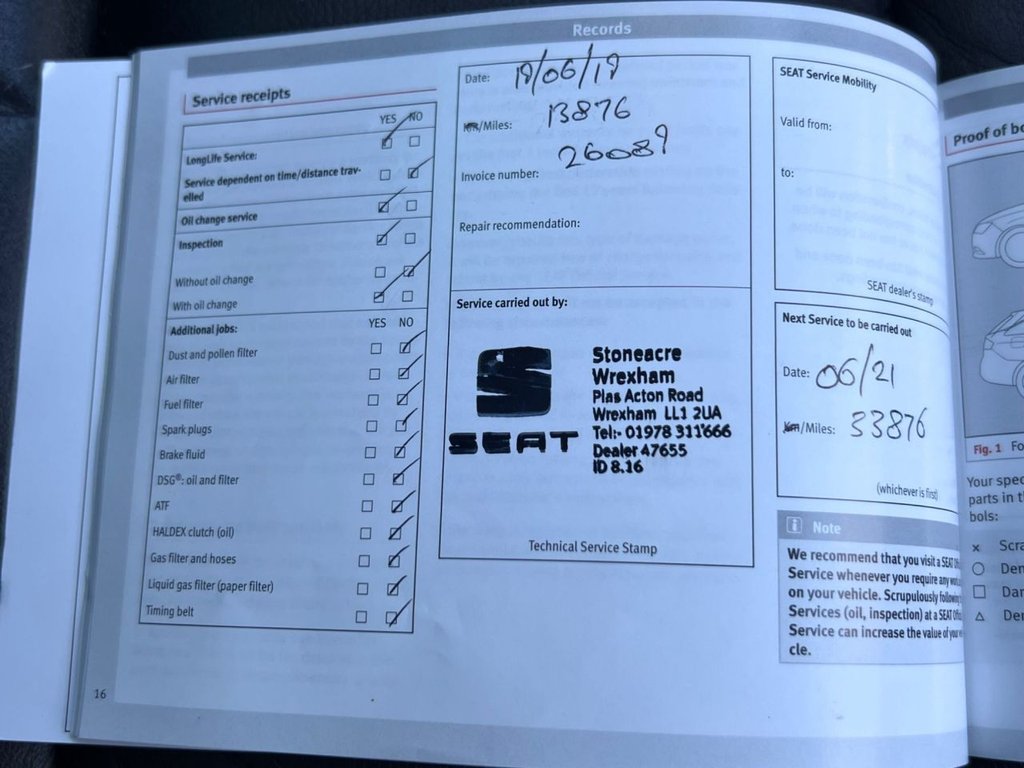 Records
Service receipts
YES NO
LongLife Service:
Service dependent on time/distance trav-
elled
Oil change service
Inspection
Without oil change
With oil change
Additional jobs: YES NO
Dust and pollen filter
Air filter
Fuel filter
Spark plugs
Brake fluid
DSG®: oil and filter
ATF
HALDEX clutch (oil)
Gas filter and hoses
Liquid gas filter (paper filter)
Timing belt
16
Date: 19/06/19
Km/Miles: 13876
26089
Invoice number:
Repair recommendation:
Service carried out by:
SEAT
Stoneacre
Wrexham
Plas Acton Road
Wrexham LL1 2UA
Tel:- 01978 311666
Dealer 47655
ID 8.16
Technical Service Stamp
SEAT Service Mobility
Valid from:
to:
SEAT dealer's stamp
Next Service to be carried out
Date: 06/21
Km/Miles: 33876
(whichever is first)
i Note
We recommend that you visit a SEAT
Service whenever you require any
on your vehicle. Scrupulously
Services (oil, inspection) at a SEAT
Service can increase the value of your
cle.
Proof of
Fig. 1
Your
parts in
bols:
x